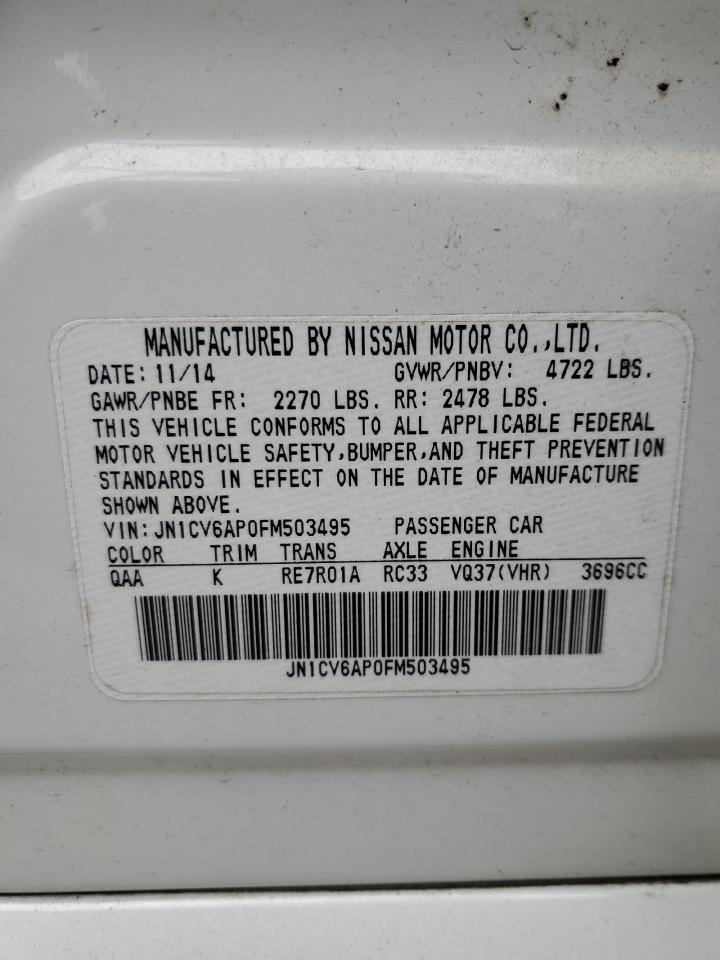 MANUFACTURED BY NISSAN MOTOR CO.,LTD.
DATE: 11/14 GVWR/PNBV: 4722 LBS.
GAWR/PNBE FR: 2270 LBS. RR: 2478 LBS.
THIS VEHICLE CONFORMS TO ALL APPLICABLE FEDERAL
MOTOR VEHICLE SAFETY,BUMPER,AND THEFT PREVENTION
STANDARDS IN EFFECT ON THE DATE OF MANUFACTURE
SHOWN ABOVE.
VIN:JN1CV6AP0FM503495 PASSENGER CAR
COLOR TRIM TRANS AXLE ENGINE
QAA K RE7R01A RC33 VQ37(VHR) 3696CC
JN1CV6AP0FM503495